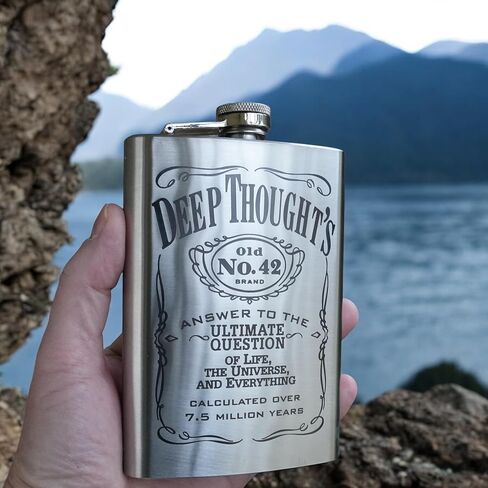 DEEP THOUGHT'S
Old
No. 42
BRAND
ANSWER TO THE
ULTIMATE
QUESTION
OF LIFE,
THE UNIVERSE,
AND EVERYTHING
CALCULATED OVER
7.5 MILLION YEARS